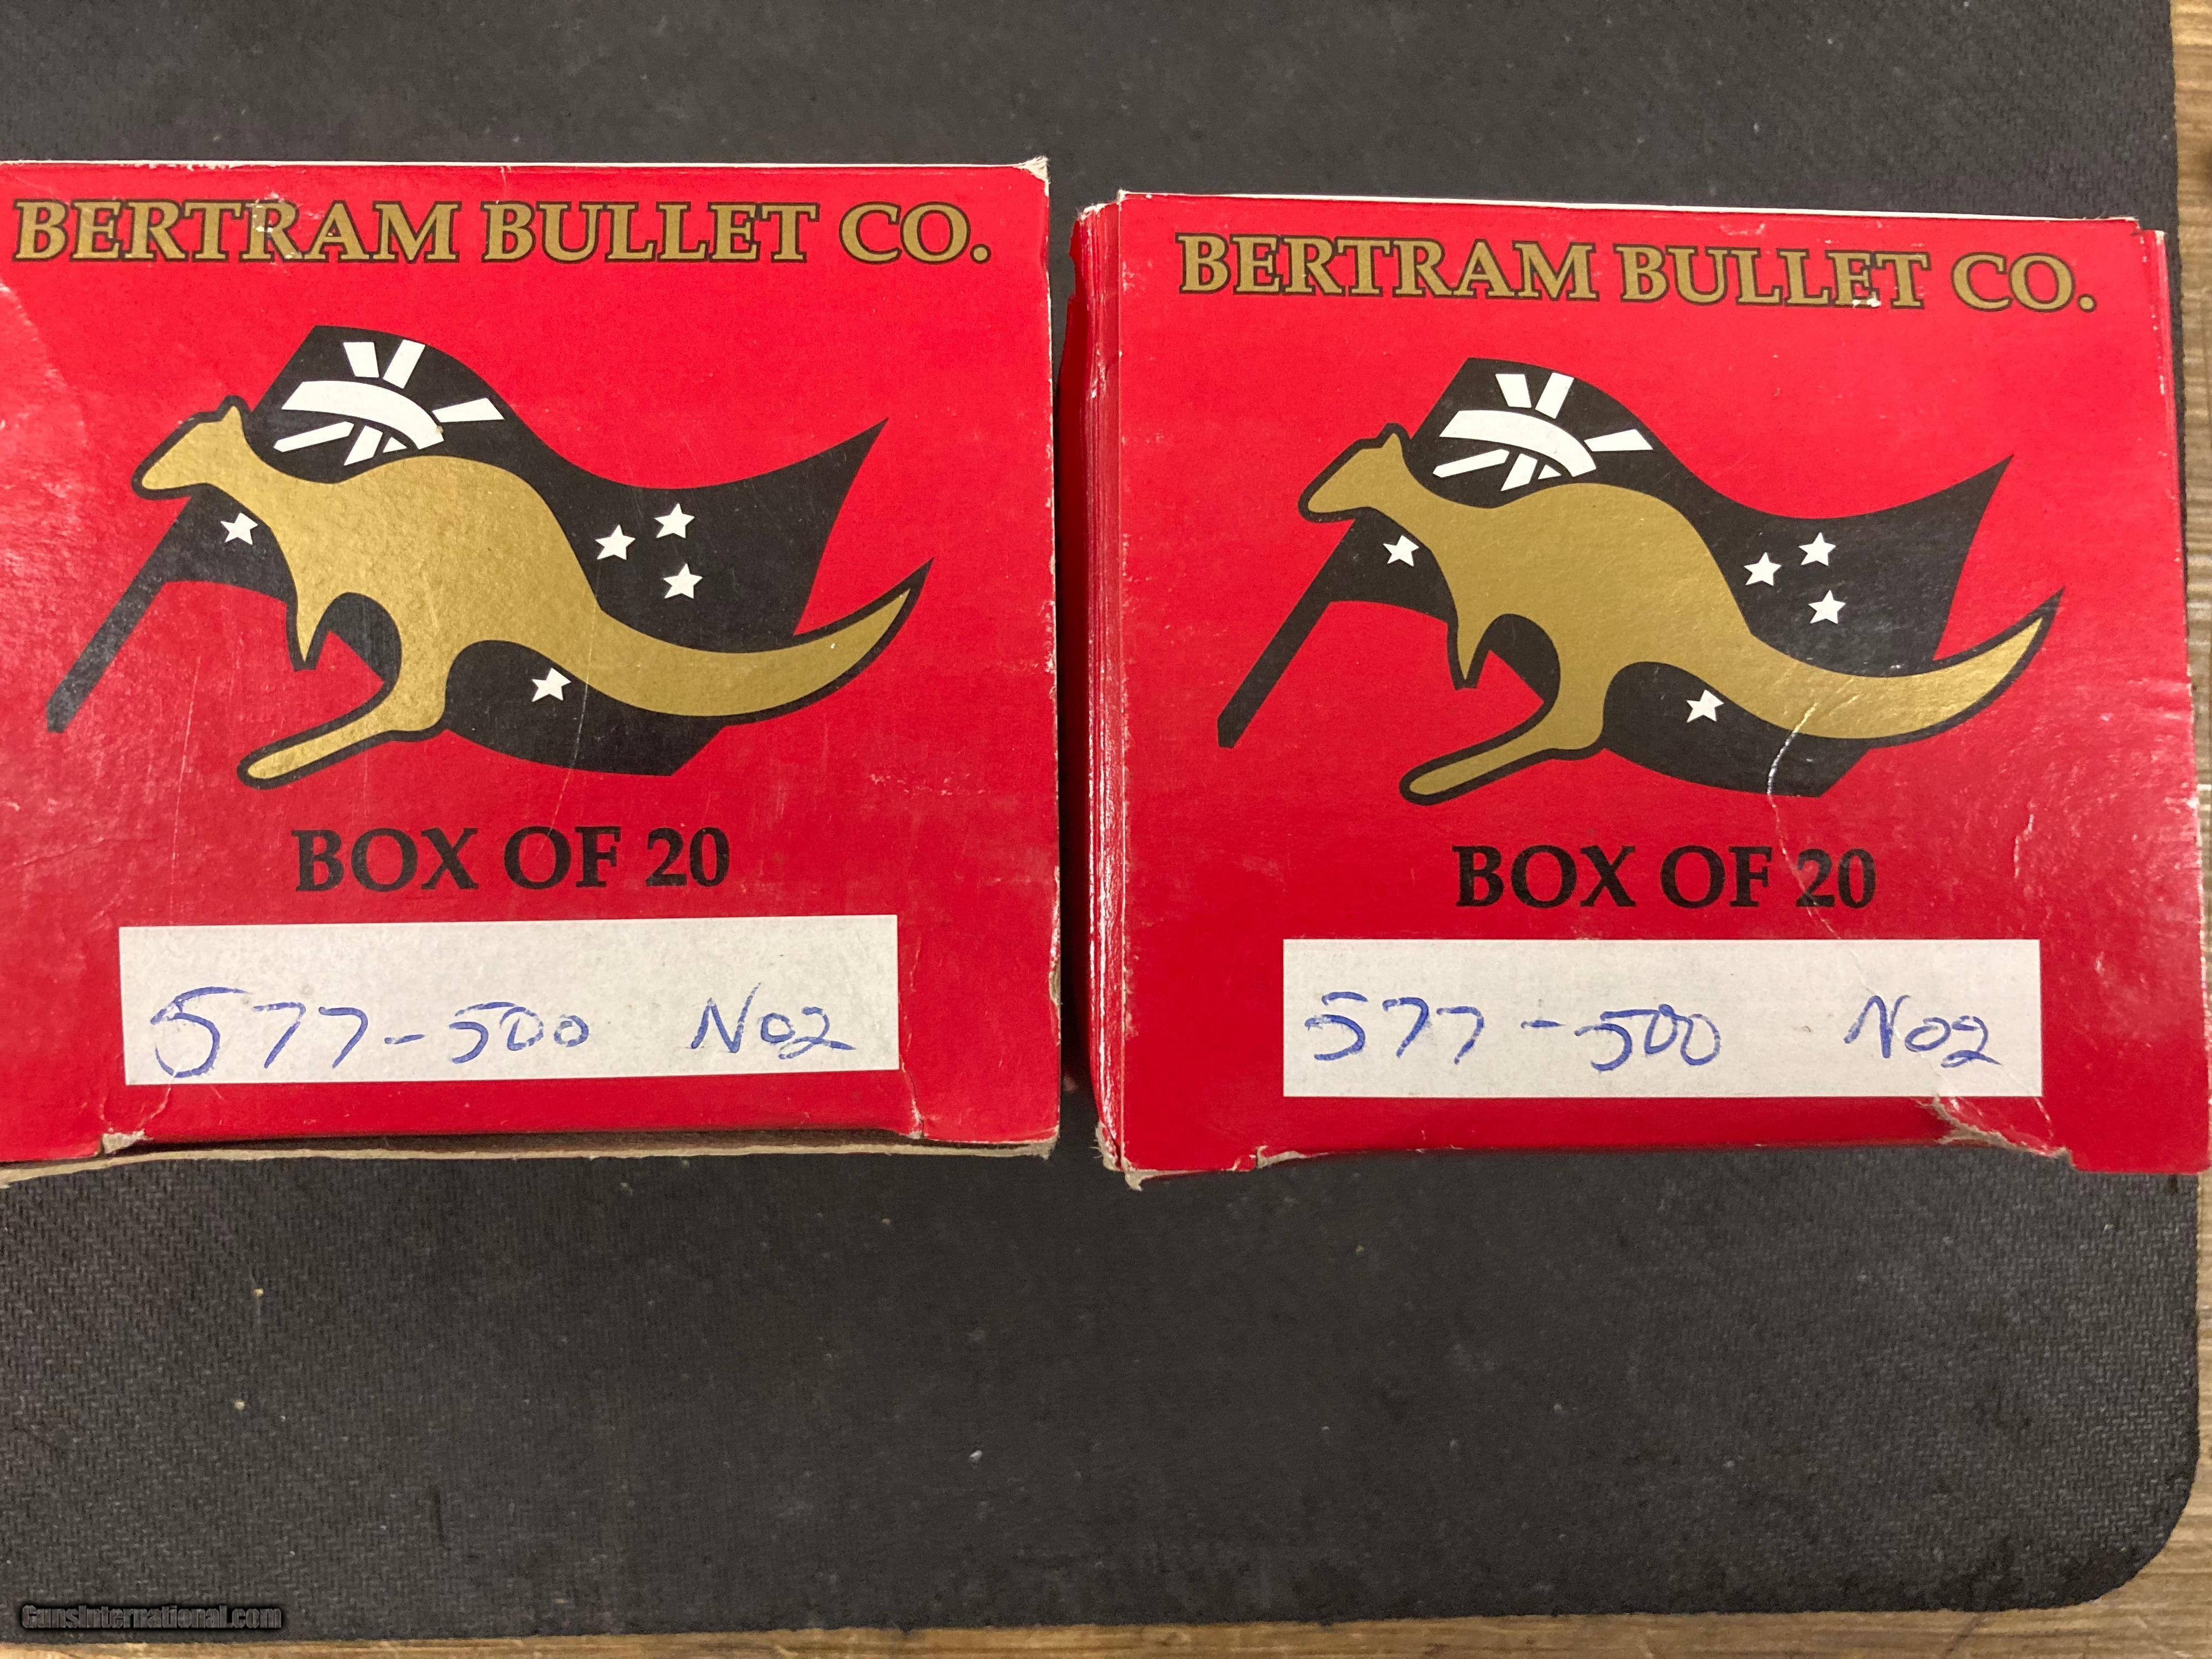 BERTRAM BULLET CO.
BOX OF 20
577-500 No2
BERTRAM BULLET CO.
BOX OF 20
577-500 No2
GunsInternational.com